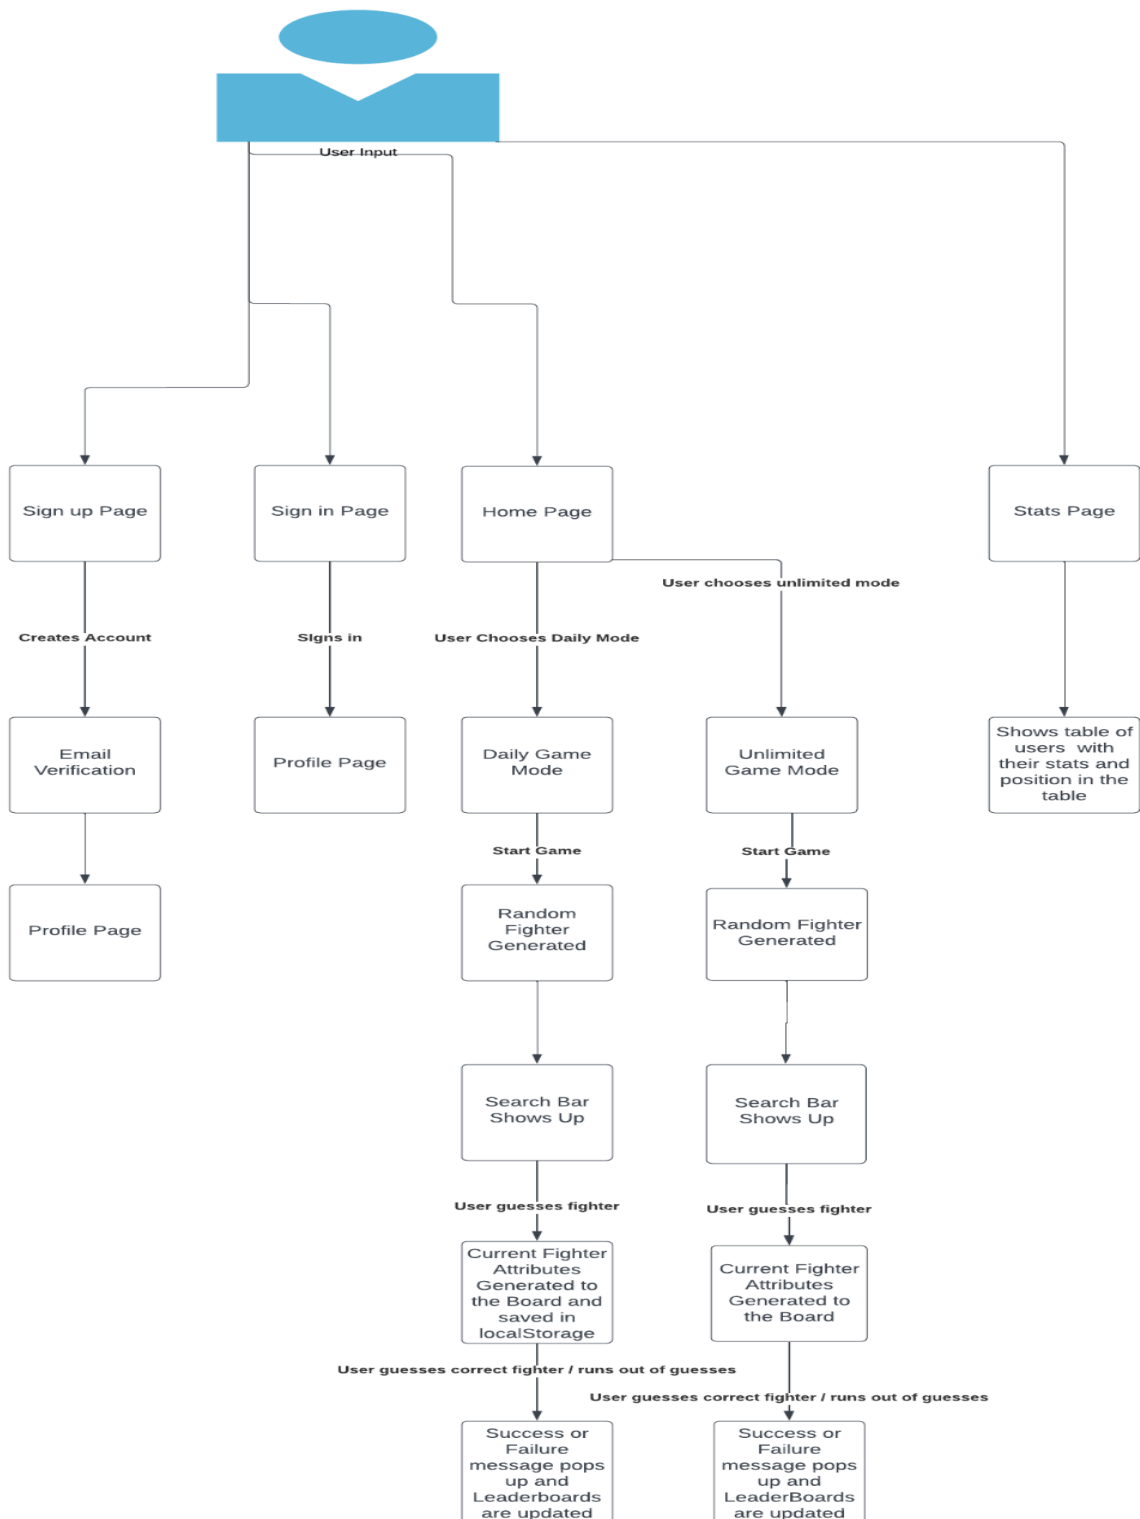 User Input
Sign up Page
Sign in Page
Home Page
Stats Page
User chooses unlimited mode
Creates Account
SIgns in
User Chooses Daily Mode
Email
Verification
Profile Page
Daily Game
Mode
Unlimited
Game Mode
Shows table of
users with
their stats and
position in the
table
Start Game
Start Game
Profile Page
Random
Fighter
Generated
Random Fighter
Generated
Search Bar
Shows Up
Search Bar
Shows Up
User guesses fighter
User guesses fighter
Current Fighter
Attributes
Generated to
the Board and
saved in
localStorage
Current Fighter
Attributes
Generated to
the Board
User guesses correct fighter / runs out of guesses
User guesses correct fighter / runs out of guesses
Success or
Failure
message pops
up and
Leaderboards
are updated
Success or
Failure
message pops
up and
LeaderBoards
are updated